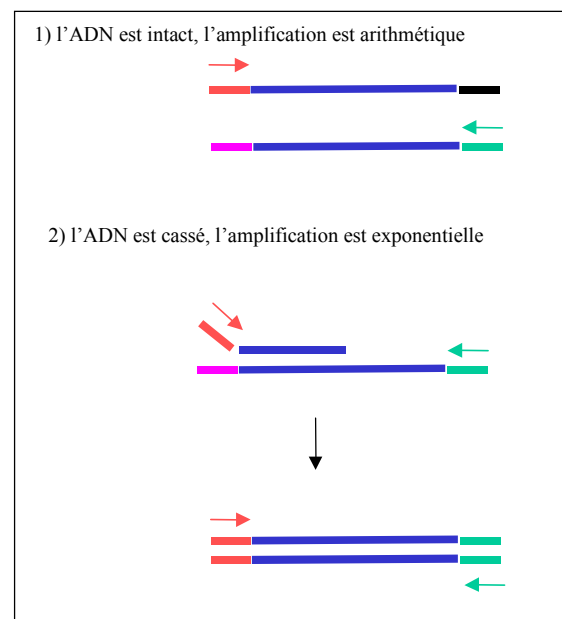 1) l’ADN est intact, l’amplification est arithmétique
2) l’ADN est cassé, l’amplification est exponentielle